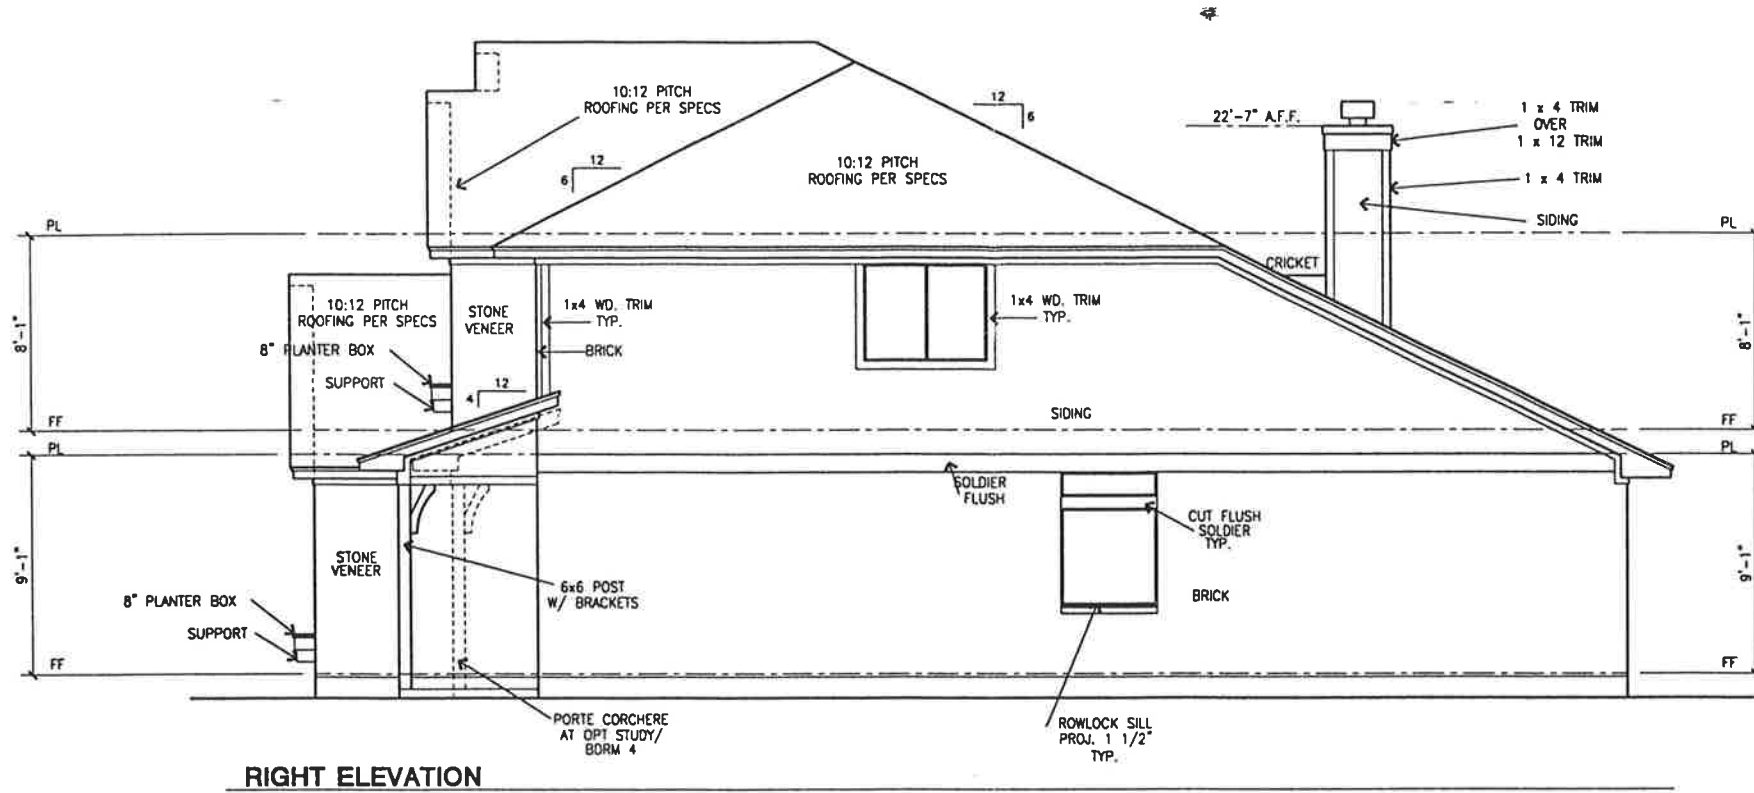 10:12 PITCH
ROOFING PER SPECS
12
6
12
6
10:12 PITCH
ROOFING PER SPECS
22'-7" A.F.F.
1 x 4 TRIM
OVER
1 x 12 TRIM
1 x 4 TRIM
SIDING
PL
PL
CRICKET
10:12 PITCH
ROOFING PER SPECS
STONE
VENEER
1x4 WD. TRIM
TYP.
1x4 WD. TRIM
TYP.
8'-1"
8'-1"
8" PLANTER BOX
BRICK
SUPPORT
12
4
SIDING
FF
FF
PL
PL
SOLDIER
FLUSH
CUT FLUSH
SOLDIER
TYP.
STONE
VENEER
9'-1"
9'-1"
6x6 POST
W/ BRACKETS
BRICK
8" PLANTER BOX
SUPPORT
FF
FF
PORTE CORCHERE
AT OPT STUDY/
BDRM 4
ROWLOCK SILL
PROJ. 1 1/2"
TYP.
RIGHT ELEVATION